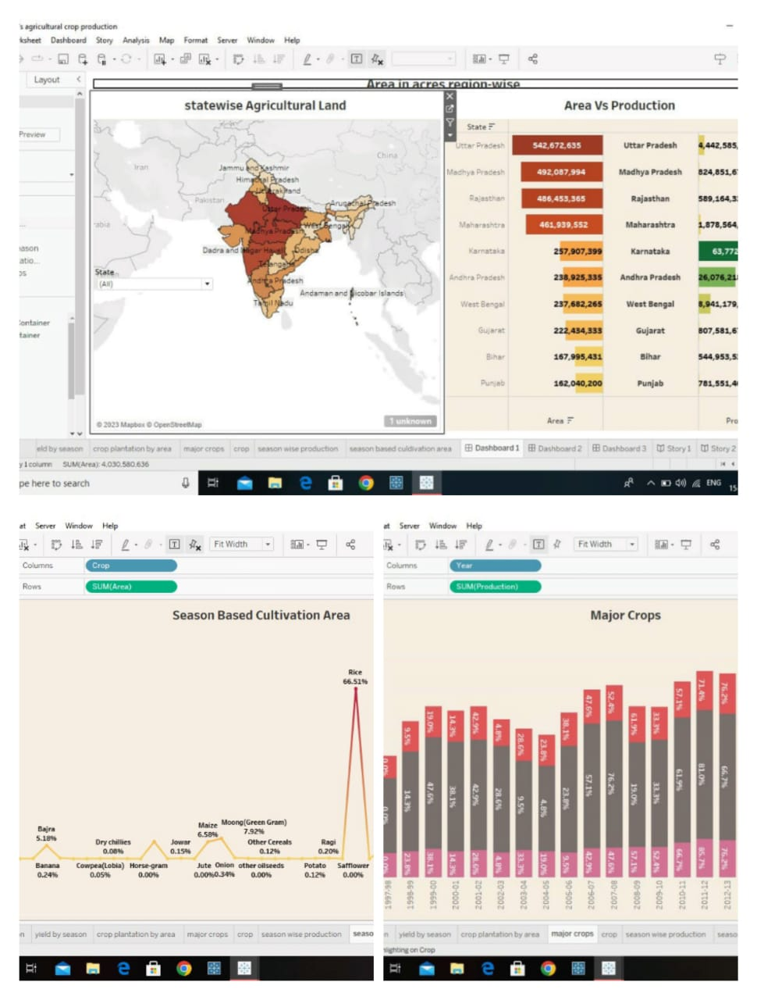 s agricultural crop production
ksheet Dashboard Story Analysis Map Format Server Window Help
Layout
Area in acres region-wise
statewise Agricultural Land
Area Vs Production
Preview
State
China
Iran
Pakistan
Jammu and Kashmir
Himachal Pradesh
Uttarakhand
Arunachal Pradesh
Uttar Pradesh
West Bengal
Madhya Pradesh
Dadra and Nagar Haveli
Odisha
Telangana
Andhra Pradesh
Andaman and Nicobar Islands
Tamil Nadu
State
(All)
Uttar Pradesh 542,672,635 Uttar Pradesh 4,442,585,
Madhya Pradesh 492,087,994 Madhya Pradesh 824,851,6
Rajasthan 486,453,365 Rajasthan 589,164,3
Maharashtra 461,939,552 Maharashtra 1,878,564,
Karnataka 257,907,399 Karnataka 63,772
Andhra Pradesh 238,925,335 Andhra Pradesh 26,076,21
West Bengal 237,682,265 West Bengal 8,941,179,
Gujarat 222,434,333 Gujarat 807,581,6
Bihar 167,995,431 Bihar 544,953,5
Punjab 162,040,200 Punjab 781,551,4
Area Pro
ason
atio...
ps
Container
tainer
© 2023 Mapbox © OpenStreetMap
1 unknown
eld by season crop plantation by area major crops crop season wise production season based culdivation area Dashboard 1 Dashboard 2 Dashboard 3 Story 1 Story 2
y 1 column SUM(Area): 4,030,580,636
pe here to search
ENG
15
at Server Window Help
Fit Width
Columns Crop
Rows SUM(Area)
Season Based Cultivation Area
Rice
66.51%
Maize
6.58%
Moong(Green Gram)
7.92%
Bajra
5.18%
Dry chillies
0.08%
Jowar
0.15%
Other Cereals
0.12%
Ragi
0.20%
Banana
0.24%
Cowpea(Lobia)
0.05%
Horse-gram
0.00%
Jute
0.00%
Onion
0.34%
other oilseeds
0.00%
Potato
0.12%
Safflower
0.00%
n yield by season crop plantation by area major crops crop season wise production seaso
at Server Window Help
Fit Width
Columns Year
Rows SUM(Production)
Major Crops
0.0% 9.5% 19.0% 14.3% 42.9% 4.8% 28.6% 23.8% 38.1% 47.6% 52.4% 61.9% 33.3% 57.1% 71.4% 76.2%
0.0% 14.3% 47.6% 38.1% 42.9% 28.6% 9.5% 4.8% 23.8% 57.1% 76.2% 19.0% 33.3% 61.9% 81.0% 66.7%
0.0% 23.8% 38.1% 14.3% 28.6% 4.8% 33.3% 19.0% 9.5% 42.9% 47.6% 57.1% 52.4% 66.7% 85.7% 76.2%
1997-98 1998-99 1999-00 2000-01 2001-02 2002-03 2003-04 2004-05 2005-06 2006-07 2007-08 2008-09 2009-10 2010-11 2011-12 2012-13
n yield by season crop plantation by area major crops crop season wise production seaso
hlighting on Crop